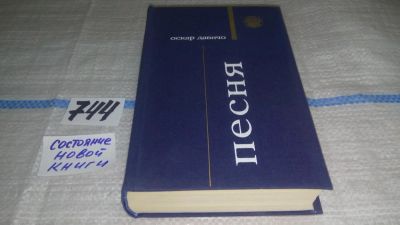 744
состояние
новой
книги
оскар давичо
песня